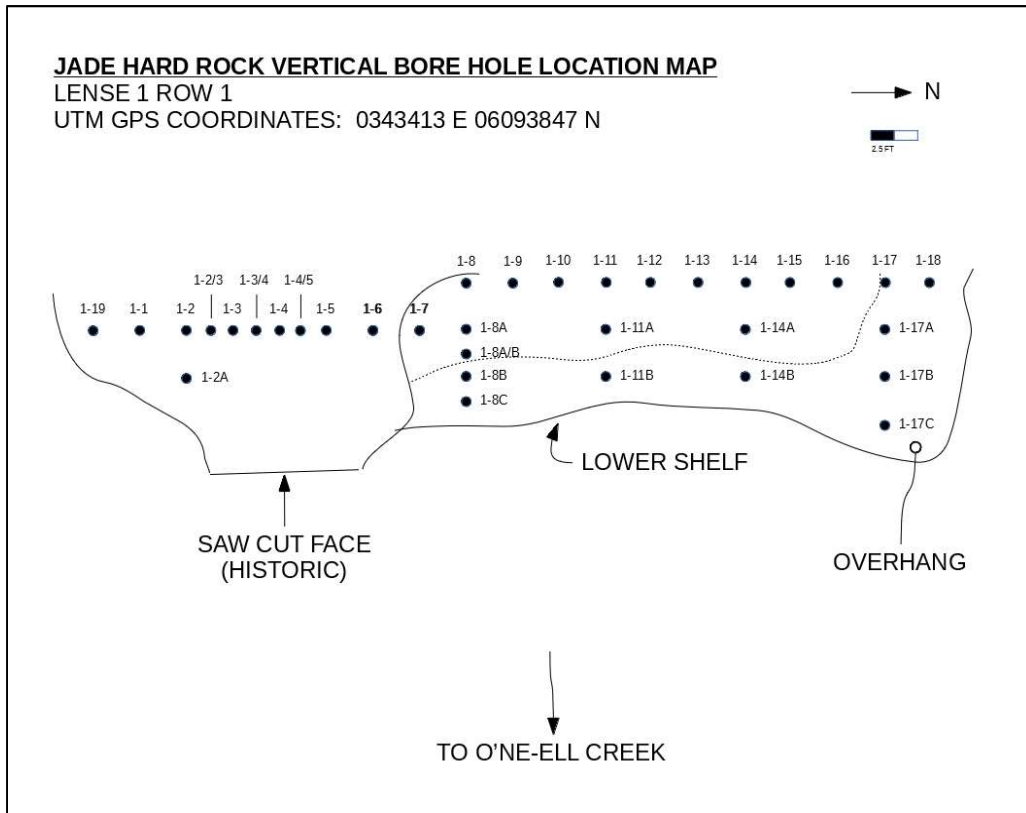 JADE HARD ROCK VERTICAL BORE HOLE LOCATION MAP
LENSE 1 ROW 1
UTM GPS COORDINATES: 0343413 E 06093847 N
N
2.5 FT
1-8 1-9 1-10 1-11 1-12 1-13 1-14 1-15 1-16 1-17 1-18
1-2/3 1-3/4 1-4/5
1-19 1-1 1-2 1-3 1-4 1-5 1-6 1-7
1-8A 1-11A 1-14A 1-17A
1-8A/B
1-2A 1-8B 1-11B 1-14B 1-17B
1-8C
1-17C
LOWER SHELF
SAW CUT FACE
(HISTORIC)
OVERHANG
TO O'NE-ELL CREEK